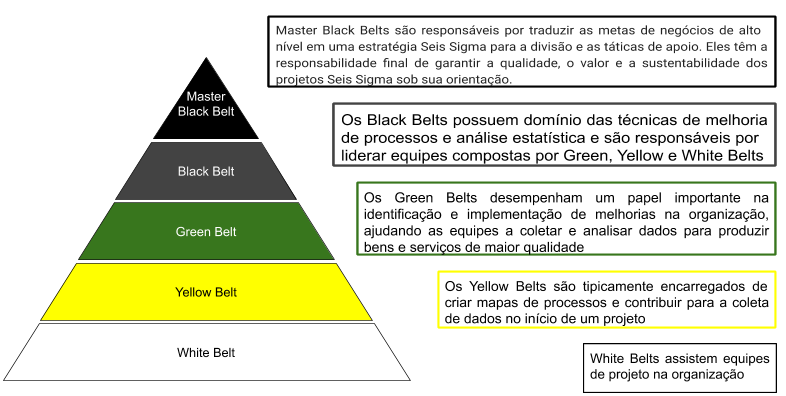 Master Black Belts são responsáveis por traduzir as metas de negócios de alto
nível em uma estratégia Seis Sigma para a divisão e as táticas de apoio. Eles têm a
responsabilidade final de garantir a qualidade, o valor e a sustentabilidade dos
projetos Seis Sigma sob sua orientação.
Master
Black Belt
Os Black Belts possuem domínio das técnicas de melhoria
de processos e análise estatística e são responsáveis por
liderar equipes compostas por Green, Yellow e White Belts
Black Belt
Os Green Belts desempenham um papel importante na
identificação e implementação de melhorias na organização,
ajudando as equipes a coletar e analisar dados para produzir
bens e serviços de maior qualidade
Green Belt
Os Yellow Belts são tipicamente encarregados de
criar mapas de processos e contribuir para a coleta
de dados no início de um projeto
Yellow Belt
White Belt
White Belts assistem equipes
de projeto na organização